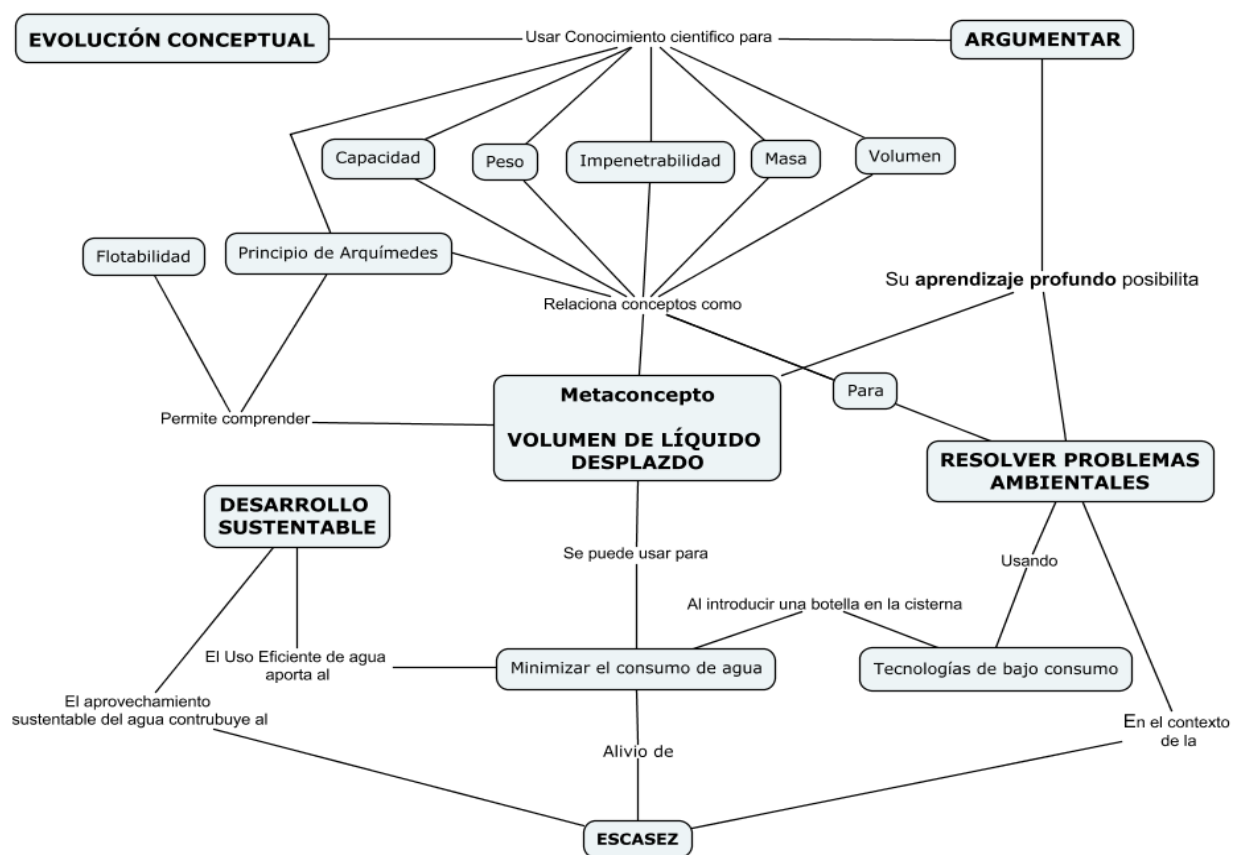 EVOLUCIÓN CONCEPTUAL
Usar Conocimiento cientifico para
ARGUMENTAR
Capacidad
Peso
Impenetrabilidad
Masa
Volumen
Flotabilidad
Principio de Arquímedes
Su aprendizaje profundo posibilita
Relaciona conceptos como
Para
Permite comprender
Metaconcepto
VOLUMEN DE LÍQUIDO
DESPLAZDO
RESOLVER PROBLEMAS
AMBIENTALES
DESARROLLO
SUSTENTABLE
Se puede usar para
Usando
Al introducir una botella en la cisterna
El Uso Eficiente de agua
aporta al
Minimizar el consumo de agua
Tecnologías de bajo consumo
El aprovechamiento
sustentable del agua contrubuye al
En el contexto
de la
Alivio de
ESCASEZ